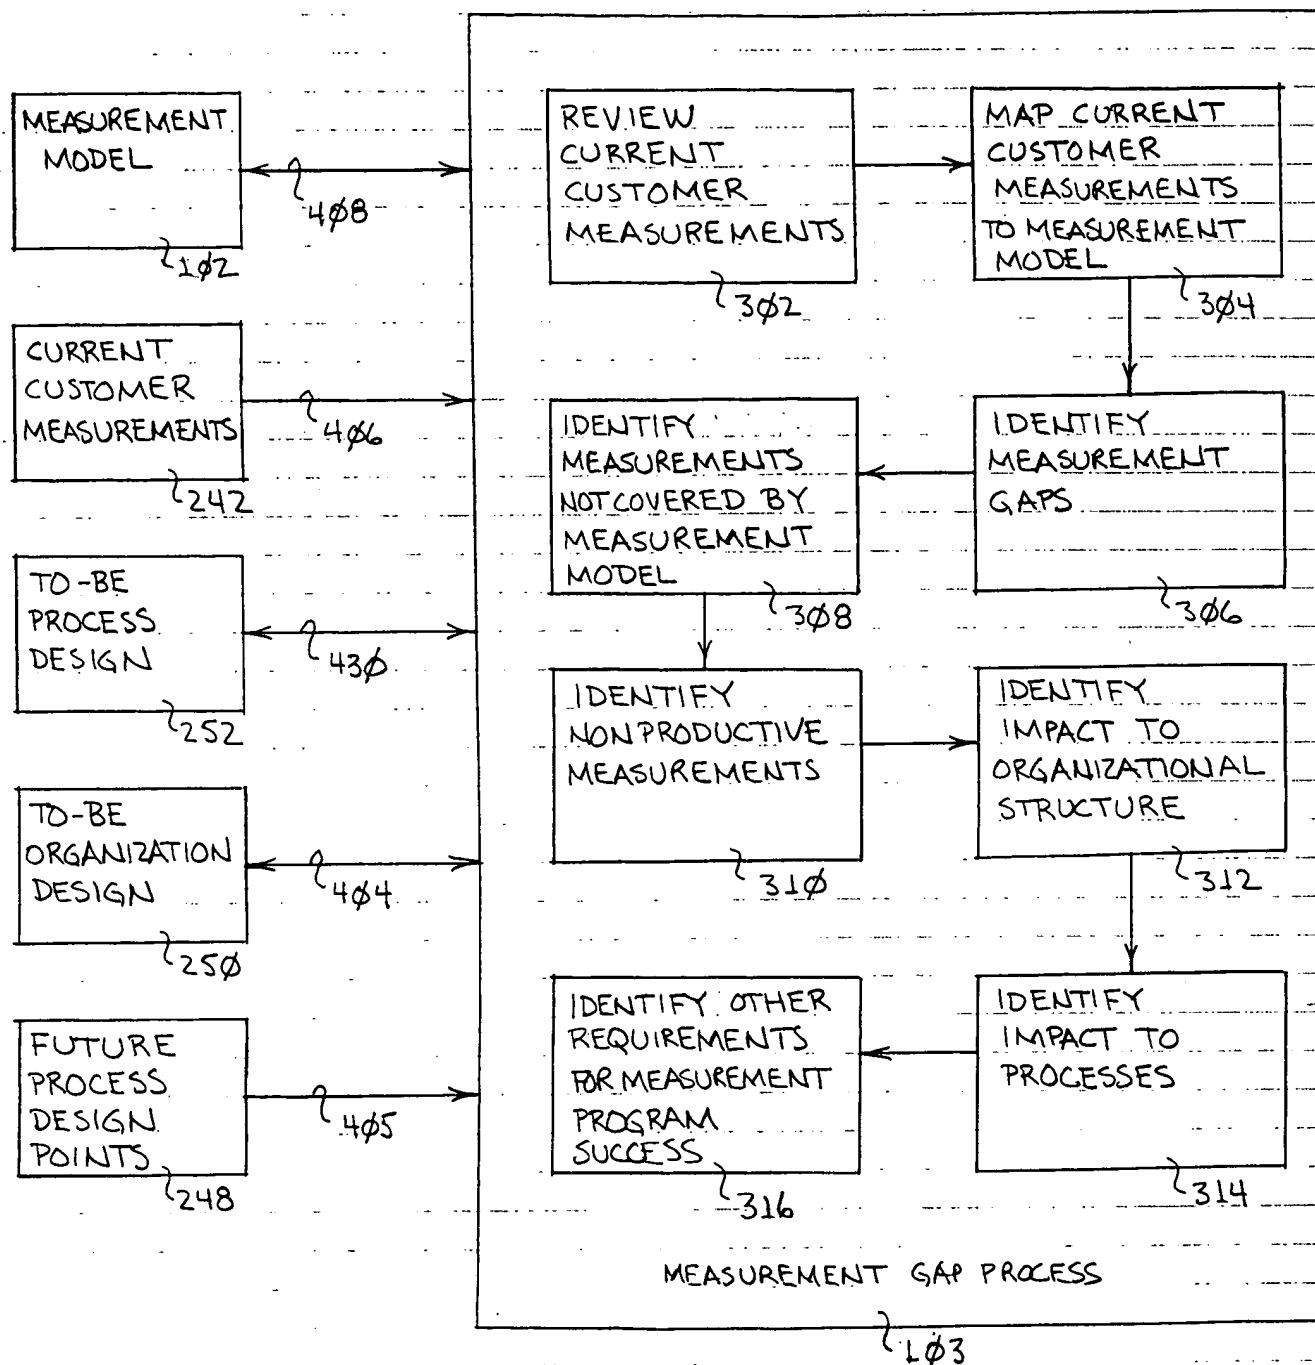 MEASUREMENT
MODEL
408
102
CURRENT
CUSTOMER
MEASUREMENTS
406
242
TO-BE
PROCESS
DESIGN
430
252
TO-BE
ORGANIZATION
DESIGN
404
250
FUTURE
PROCESS
DESIGN
POINTS
405
248
REVIEW
CURRENT
CUSTOMER
MEASUREMENTS
302
MAP CURRENT
CUSTOMER
MEASUREMENTS
TO MEASUREMENT
MODEL
304
IDENTIFY
MEASUREMENT
GAPS
306
IDENTIFY
MEASUREMENTS
NOT COVERED BY
MEASUREMENT
MODEL
308
IDENTIFY
NONPRODUCTIVE
MEASUREMENTS
310
IDENTIFY
IMPACT TO
ORGANIZATIONAL
STRUCTURE
312
IDENTIFY
IMPACT TO
PROCESSES
314
IDENTIFY OTHER
REQUIREMENTS
FOR MEASUREMENT
PROGRAM
SUCCESS
316
MEASUREMENT GAP PROCESS
103